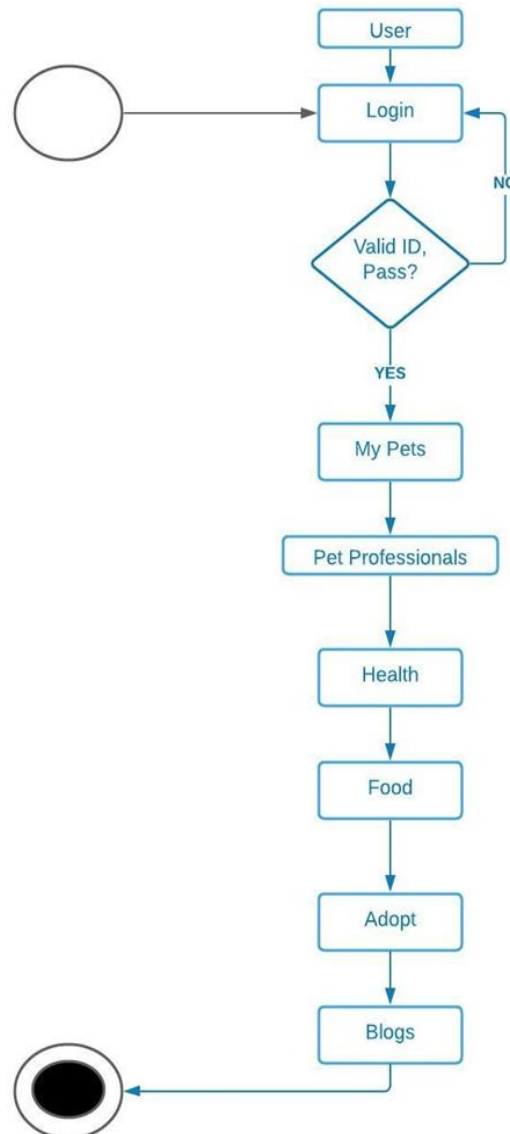 User
Login
NO
Valid ID,
Pass?
YES
My Pets
Pet Professionals
Health
Food
Adopt
Blogs